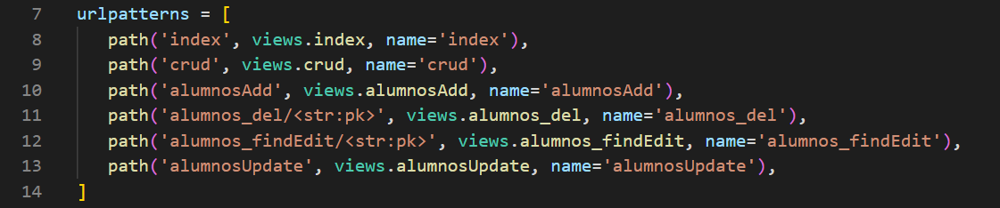 7 urlpatterns = [
8 path('index', views.index, name='index'),
9 path('crud', views.crud, name='crud'),
10 path('alumnosAdd', views.alumnosAdd, name='alumnosAdd'),
11 path('alumnos_del/<str:pk>', views.alumnos_del, name='alumnos_del'),
12 path('alumnos_findEdit/<str:pk>', views.alumnos_findEdit, name='alumnos_findEdit'),
13 path('alumnosUpdate', views.alumnosUpdate, name='alumnosUpdate'),
14 ]